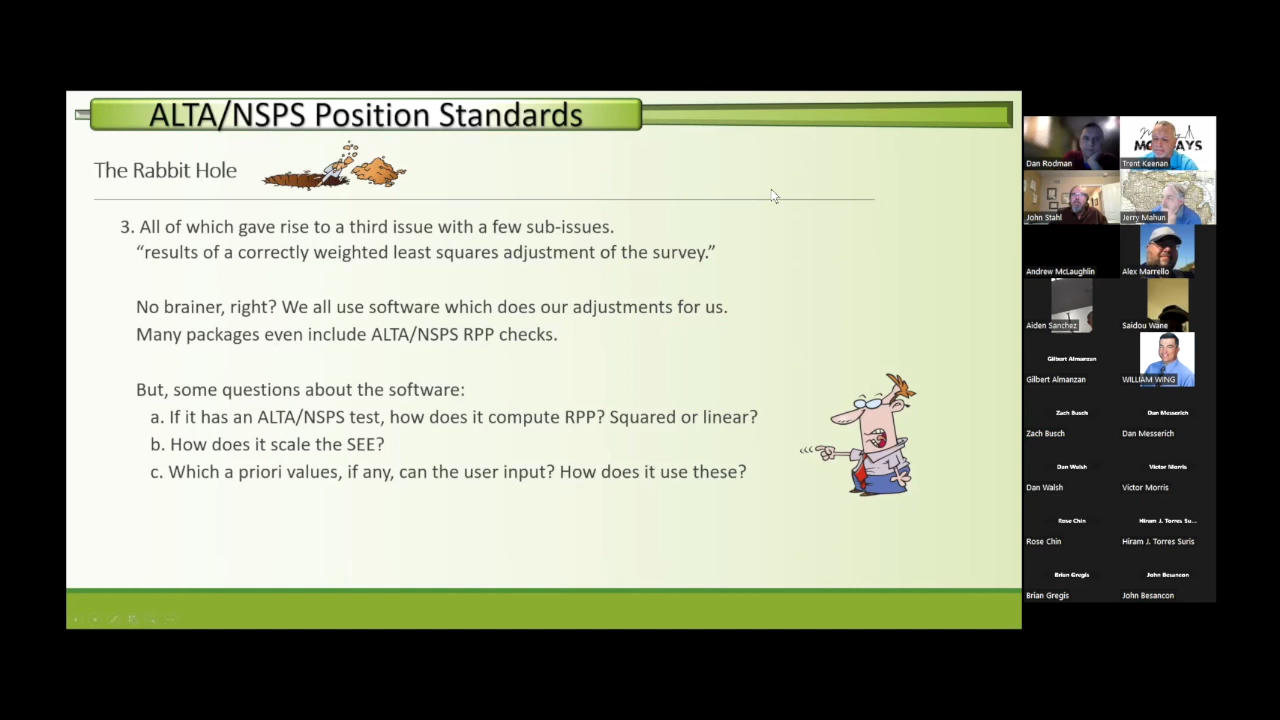 ALTA/NSPS Position Standards
The Rabbit Hole
3. All of which gave rise to a third issue with a few sub-issues.
“results of a correctly weighted least squares adjustment of the survey.”
No brainer, right? We all use software which does our adjustments for us.
Many packages even include ALTA/NSPS RPP checks.
But, some questions about the software:
a. If it has an ALTA/NSPS test, how does it compute RPP? Squared or linear?
b. How does it scale the SEE?
c. Which a priori values, if any, can the user input? How does it use these?
Dan Rodman
Trent Keenan
John Stahl
Jerry Mahun
Andrew McLaughlin
Alex Marrello
Aiden Sanchez
Saidou Wane
Gilbert Almanzan
Gilbert Almanzan
WILLIAM WING
Zach Busch
Dan Messerich
Zach Busch
Dan Messerich
Dan Walsh
Victor Morris
Dan Walsh
Victor Morris
Rose Chin
Hiram J. Torres Su...
Rose Chin
Hiram J. Torres Suris
Brian Gregis
John Besancon
Brian Gregis
John Besancon